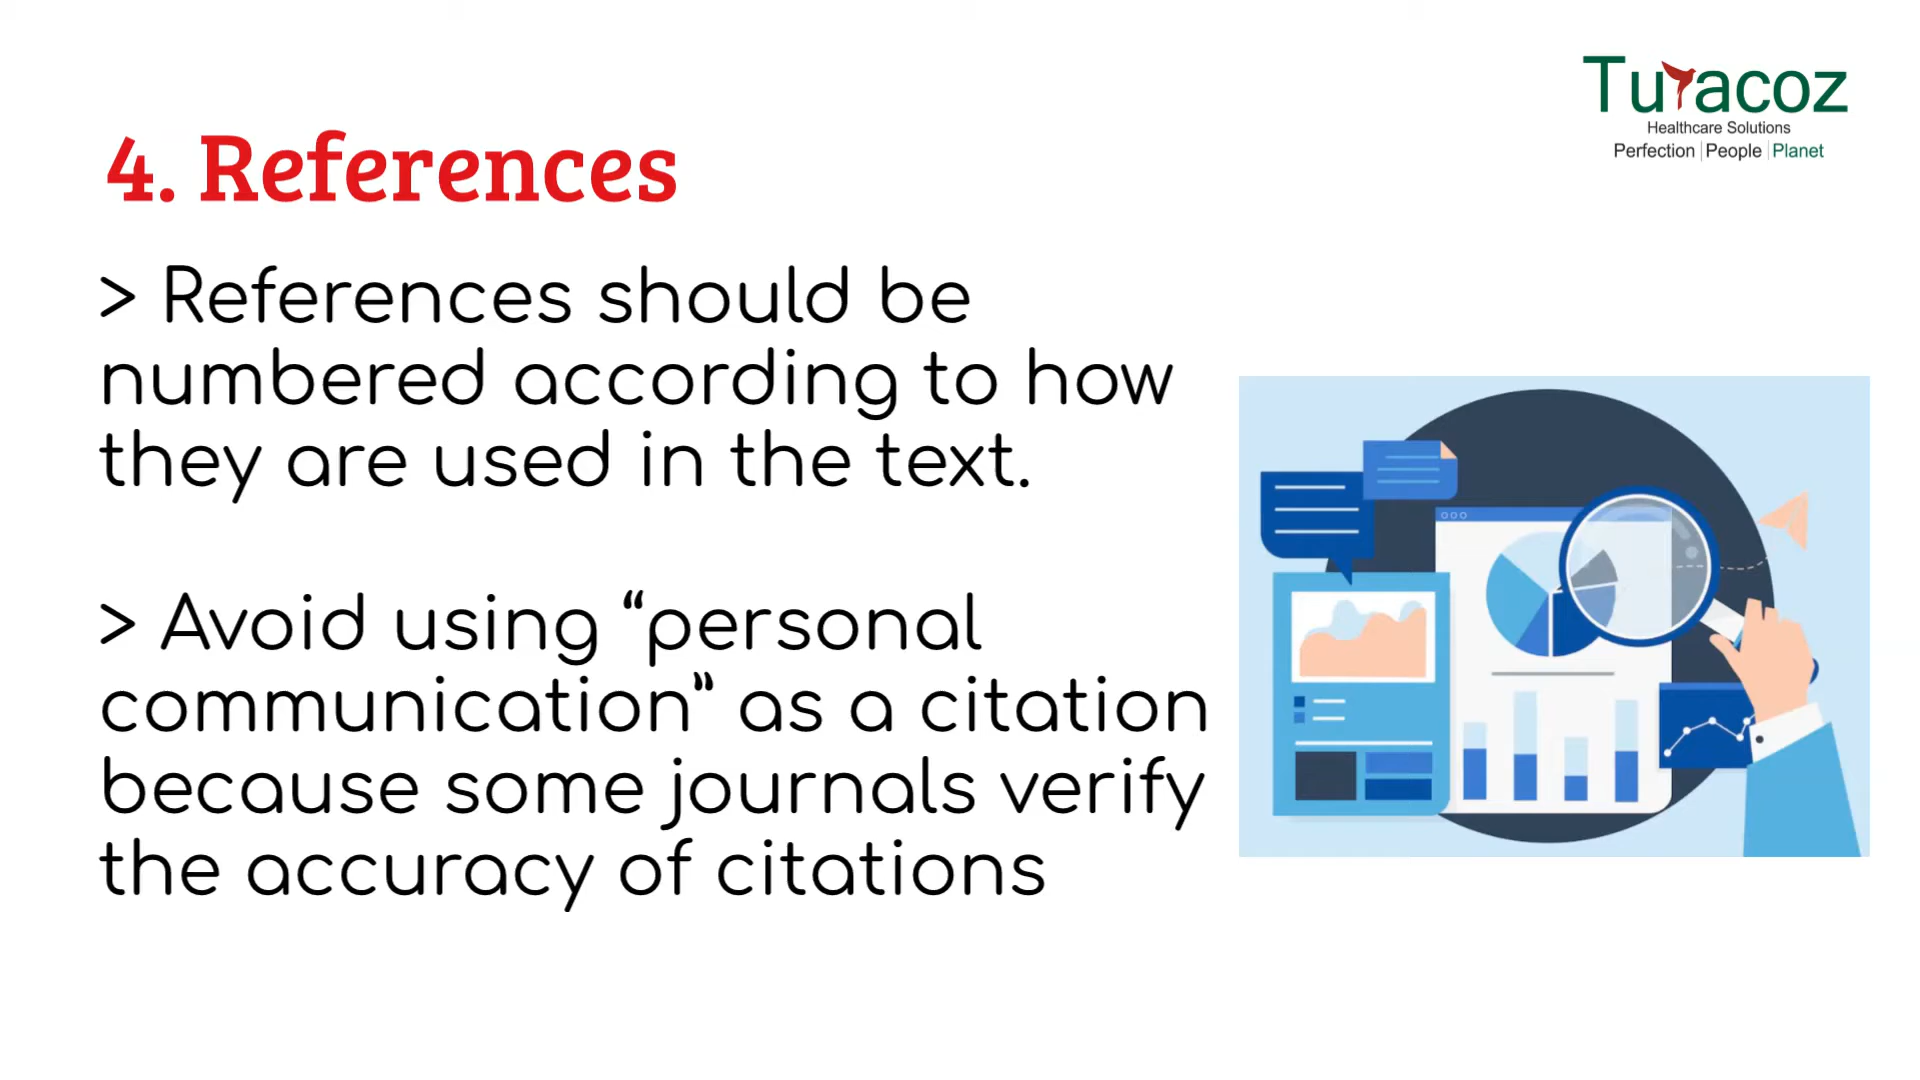 Turacoz
Healthcare Solutions
Perfection | People | Planet
4. References
> References should be
numbered according to how
they are used in the text.
> Avoid using “personal
communication” as a citation
because some journals verify
the accuracy of citations